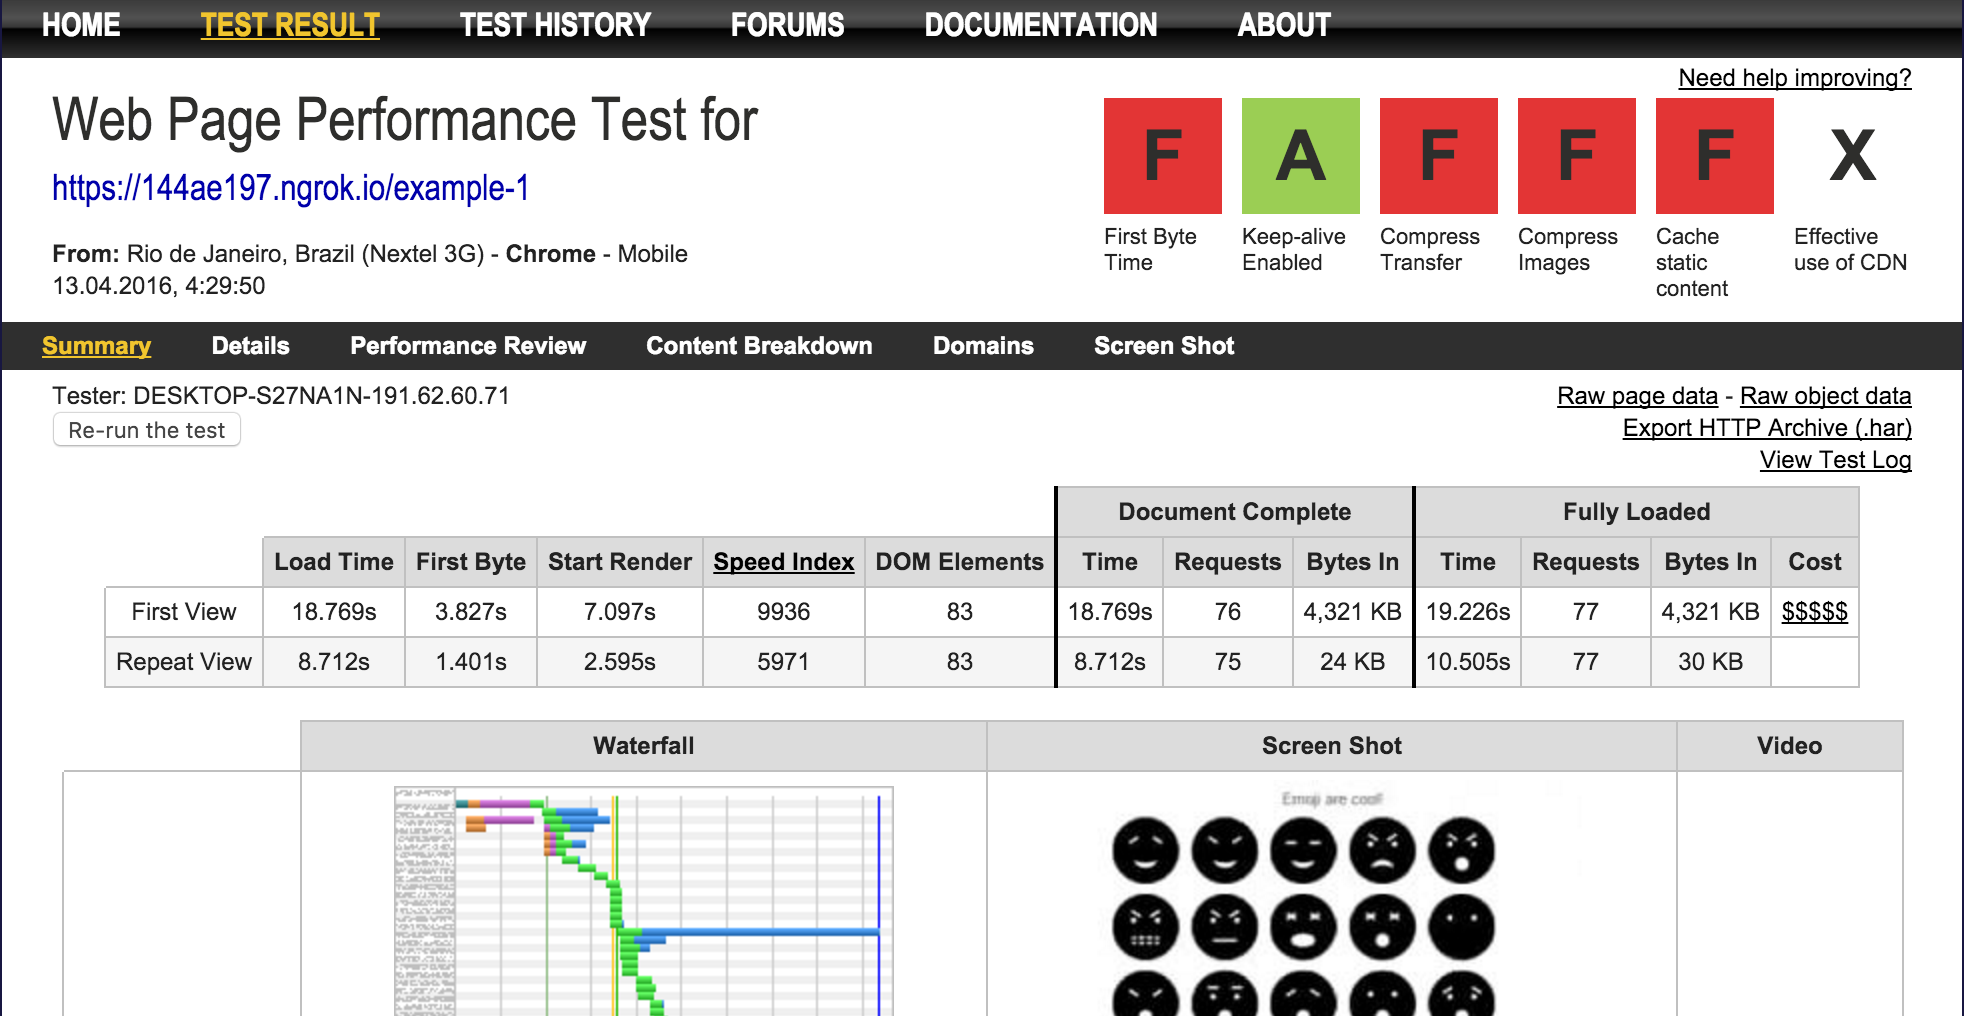 HOME TEST RESULT TEST HISTORY FORUMS DOCUMENTATION ABOUT
Need help improving?
Web Page Performance Test for
https://144ae197.ngrok.io/example-1
From: Rio de Janeiro, Brazil (Nextel 3G) - Chrome - Mobile
13.04.2016, 4:29:50
F A F F F X
First Byte Time
Keep-alive Enabled
Compress Transfer
Compress Images
Cache static content
Effective use of CDN
Summary Details Performance Review Content Breakdown Domains Screen Shot
Tester: DESKTOP-S27NA1N-191.62.60.71
Re-run the test
Raw page data - Raw object data
Export HTTP Archive (.har)
View Test Log
Document Complete Fully Loaded
Load Time First Byte Start Render Speed Index DOM Elements Time Requests Bytes In Time Requests Bytes In Cost
First View 18.769s 3.827s 7.097s 9936 83 18.769s 76 4,321 KB 19.226s 77 4,321 KB $$$$$
Repeat View 8.712s 1.401s 2.595s 5971 83 8.712s 75 24 KB 10.505s 77 30 KB
Waterfall Screen Shot Video
Emoji are cool!